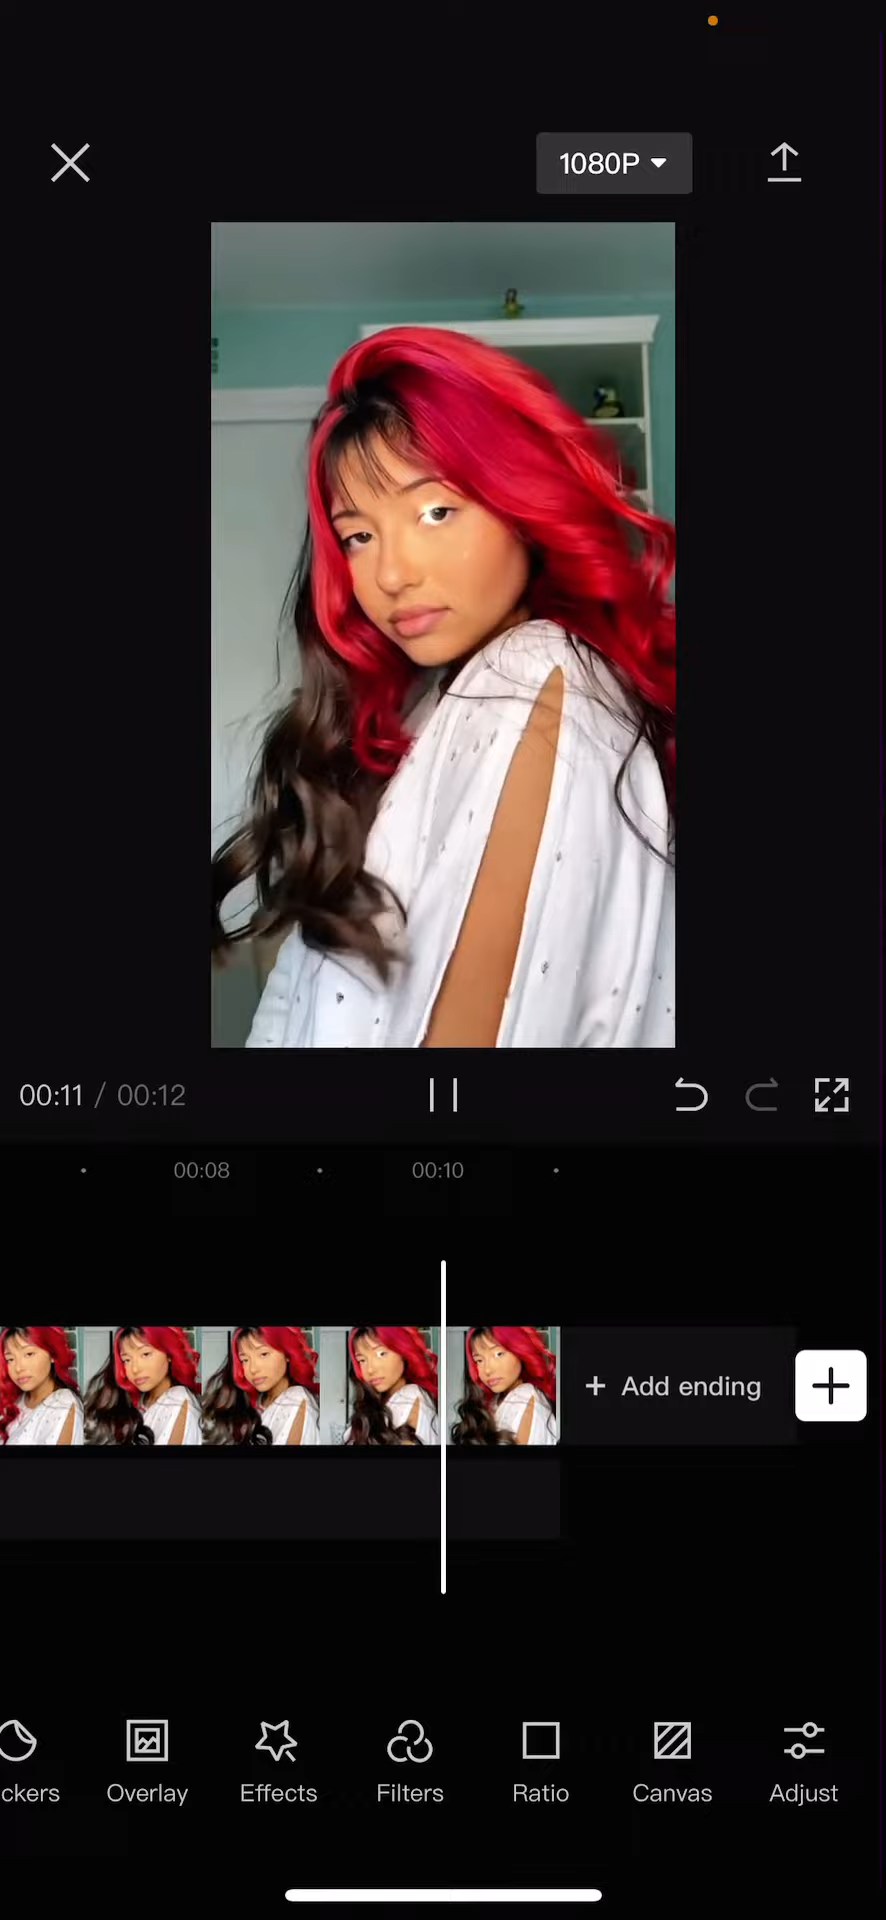 1080P
00:11 / 00:12
00:08
00:10
+ Add ending
ckers
Overlay
Effects
Filters
Ratio
Canvas
Adjust